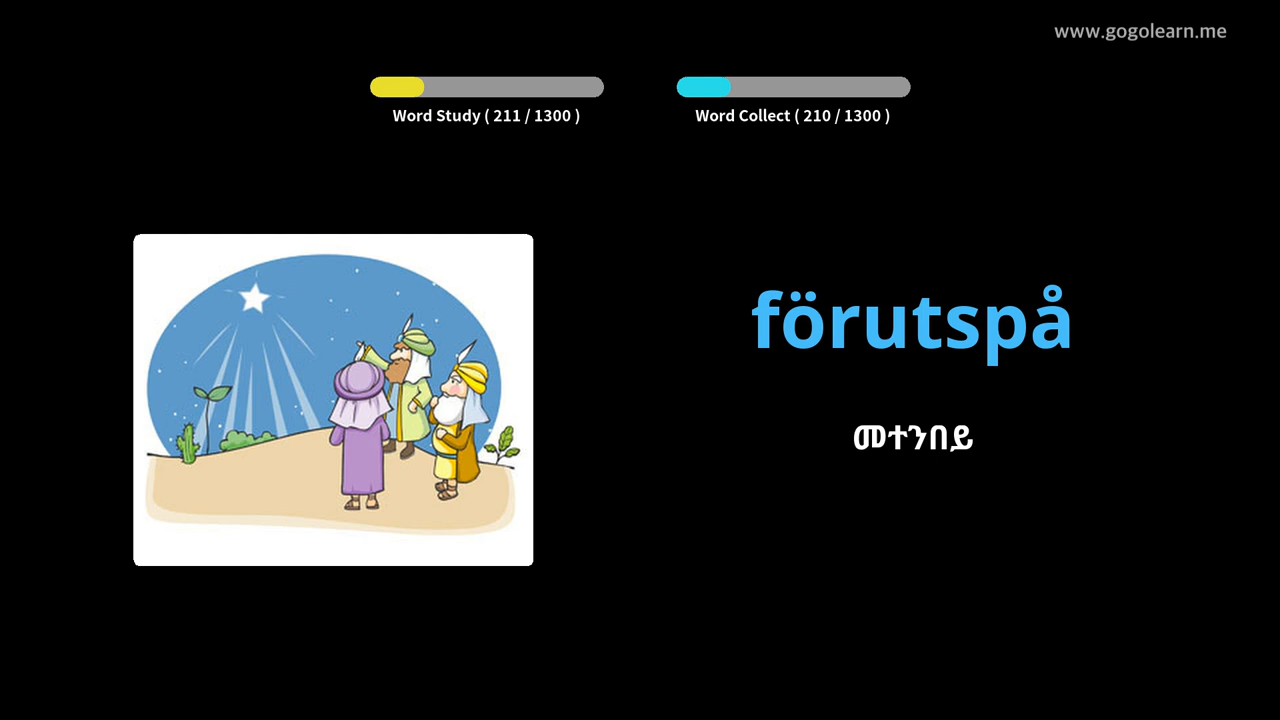 www.gogolearn.me
Word Study ( 211 / 1300 )
Word Collect ( 210 / 1300 )
förutspå
መተንበይ